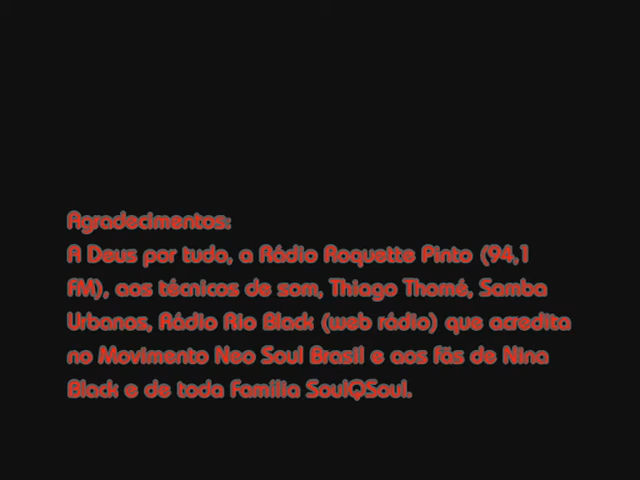 Agradecimentos:
A Deus por tudo, a Rádio Roquette Pinto (94,1
FM), aos técnicos de som, Thiago Thomé, Samba
Urbanos, Rádio Rio Black (web rádio) que acredita
no Movimento Neo Soul Brasil e aos fãs de Nina
Black e de toda Família SoulQSoul.